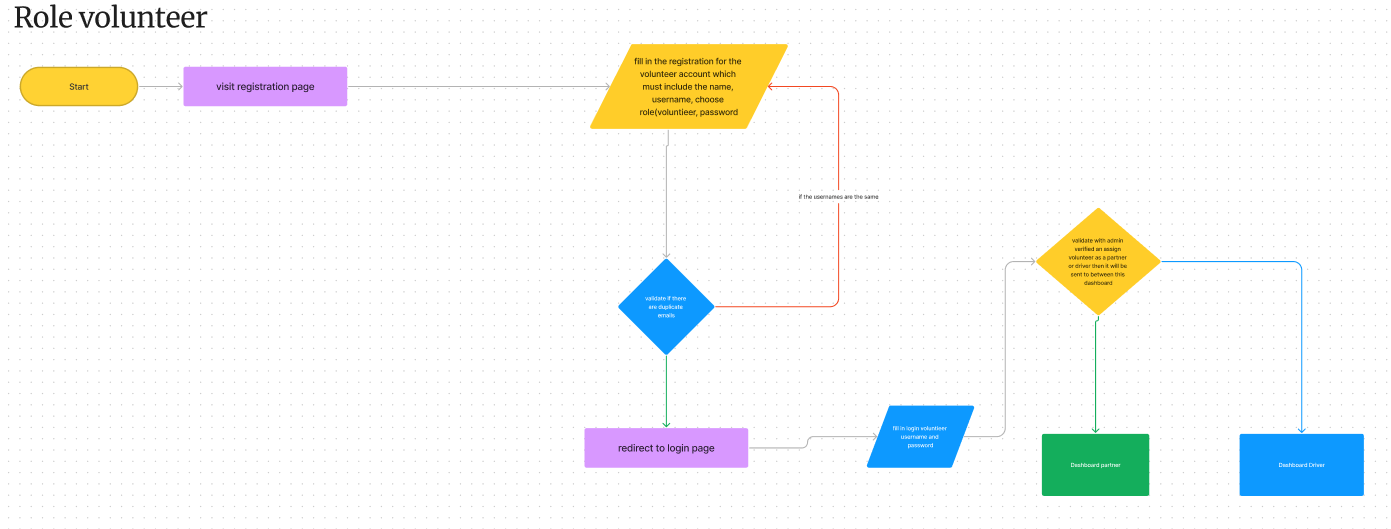 Role volunteer
Start
visit registration page
fill in the registration for the
volunteer account which
must include the name,
username, choose
role(voluntieer, password
if the usernames are the same
validate if there
are duplicate
emails
redirect to login page
fill in login volunteer
username and
password
validate with admin
verified an assign
volunteer as a partner
or driver then it will be
sent to between this
dashboard
Dashboard partner
Dashboard Driver